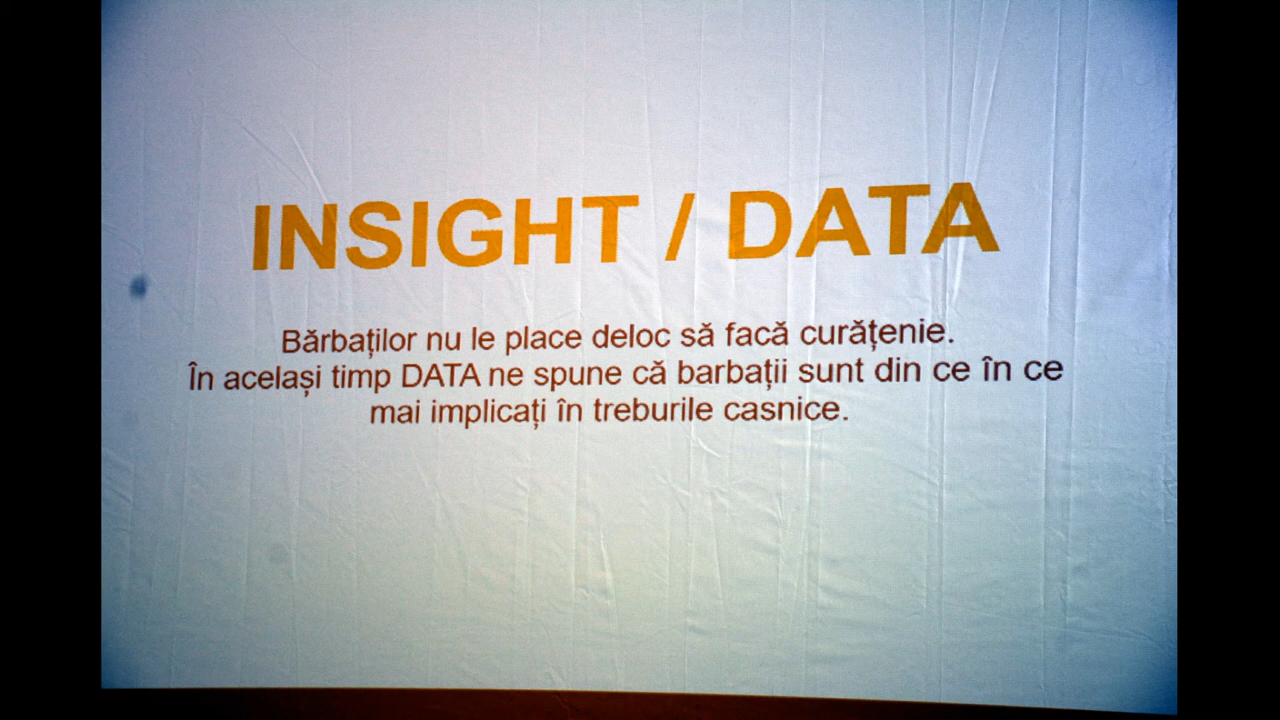 INSIGHT / DATA
Bărbaților nu le place deloc să facă curățenie.
În același timp DATA ne spune că barbații sunt din ce în ce
mai implicați în treburile casnice.